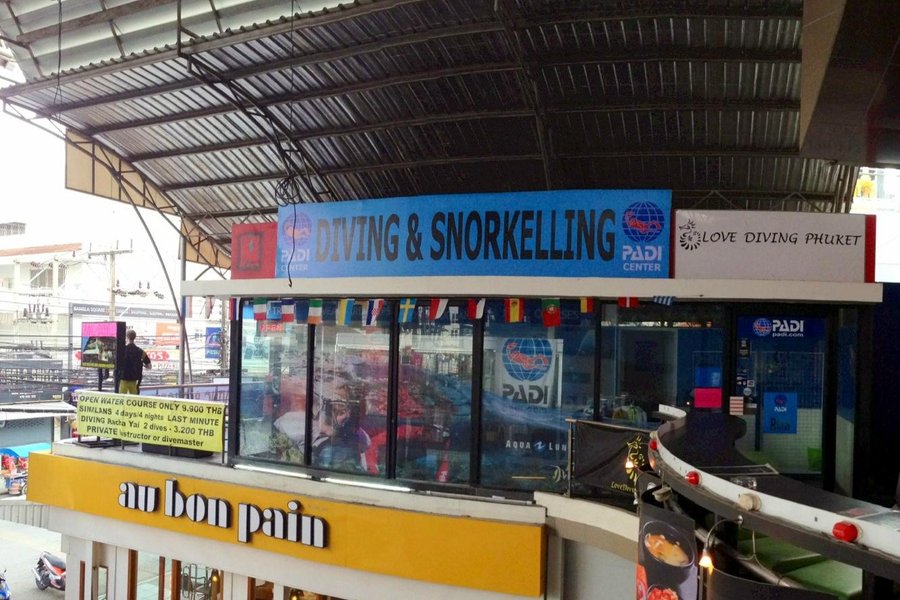 DIVING & SNORKELLING
PADI
CENTER
PADI
CENTER
LOVE DIVING PHUKET
PADI
padi.com
PADI
AQUA LUN
OPEN WATER COURSE ONLY 9.900 THB
SIMILANS 4 days/4 nights LAST MINUTE
DIVING Racha Yai 2 dives - 3.200 THB
PRIVATE instructor or divemaster
au bon pain